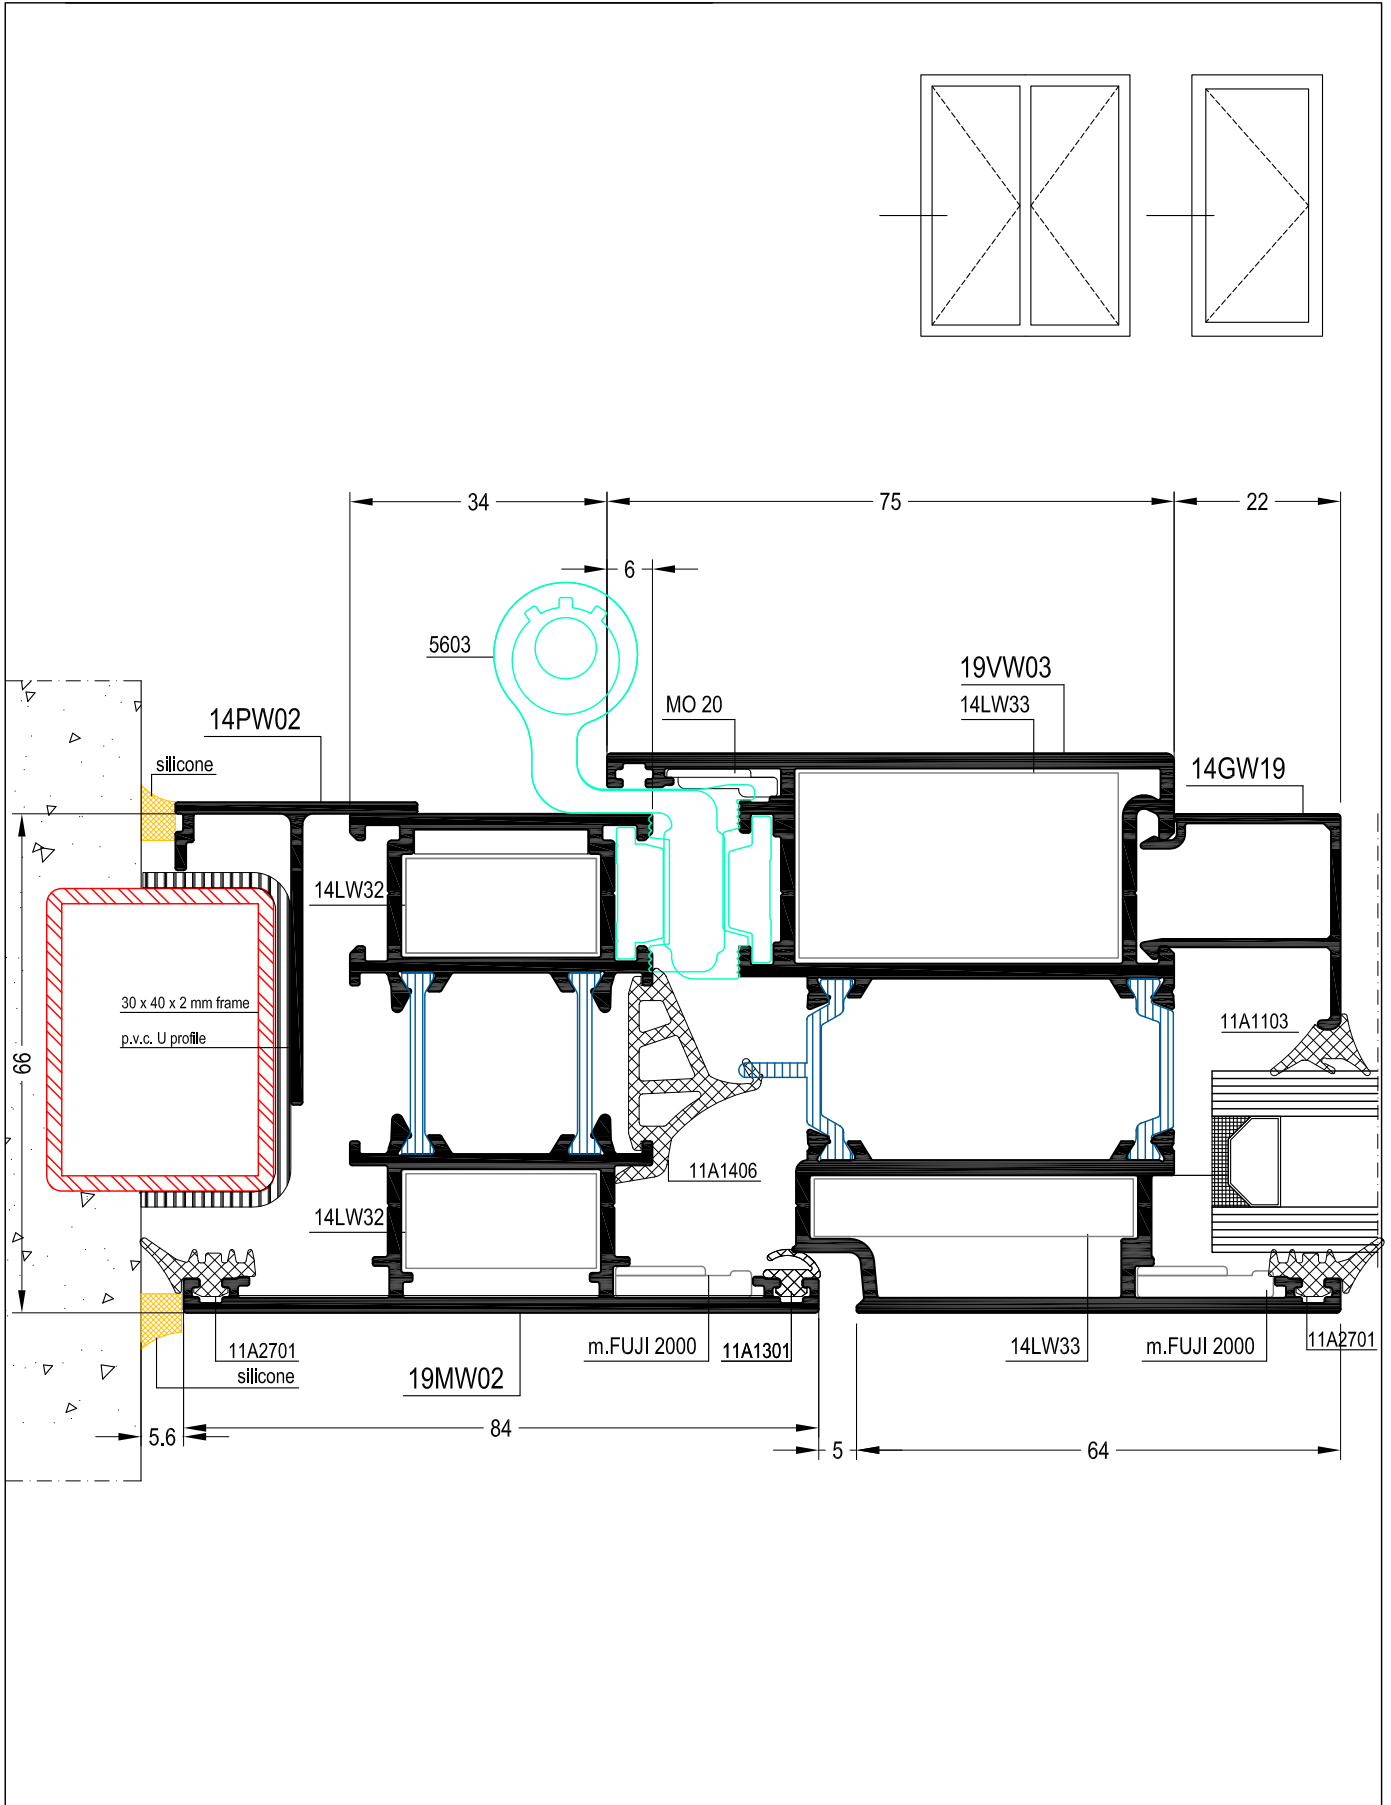 34
75
22
6
5603
19VW03
MO 20
14LW33
14PW02
silicone
14GW19
14LW32
30 x 40 x 2 mm frame
p.v.c. U profile
11A1103
66
11A1406
14LW32
11A2701
silicone
19MW02
m.FUJI 2000
11A1301
14LW33
m.FUJI 2000
11A2701
5.6
84
5
64